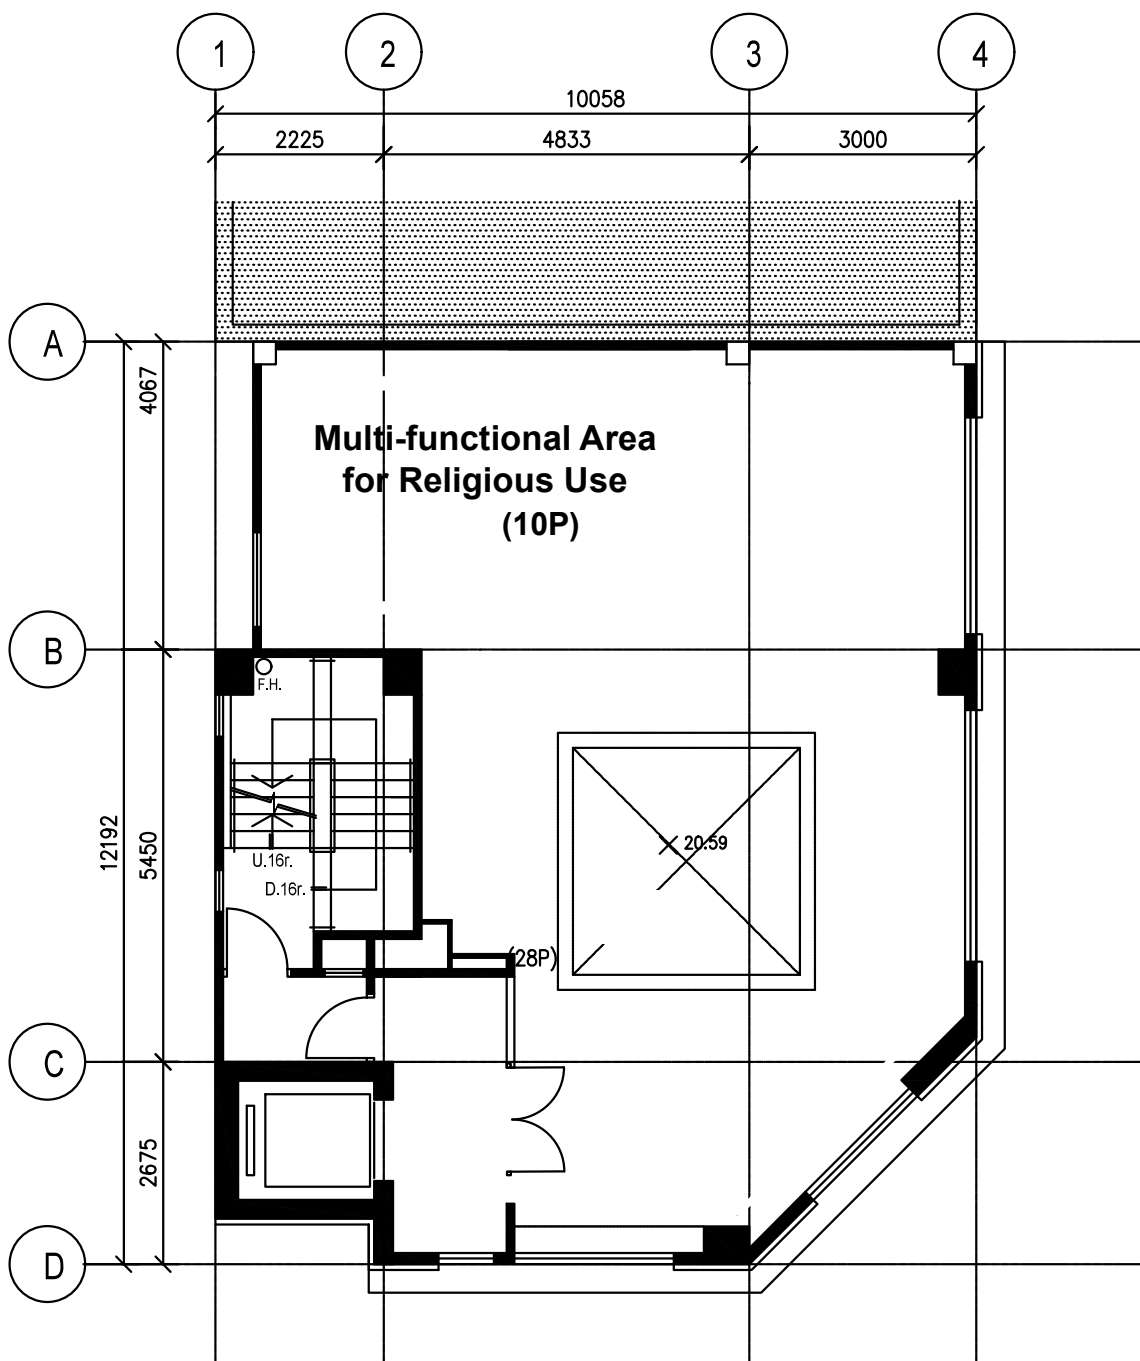 1
2
3
4
10058
2225
4833
3000
A
4067
Multi-functional Area
for Religious Use
(10P)
B
F.H.
12192
5450
20.59
U.16r.
D.16r.
(28P)
C
2675
D